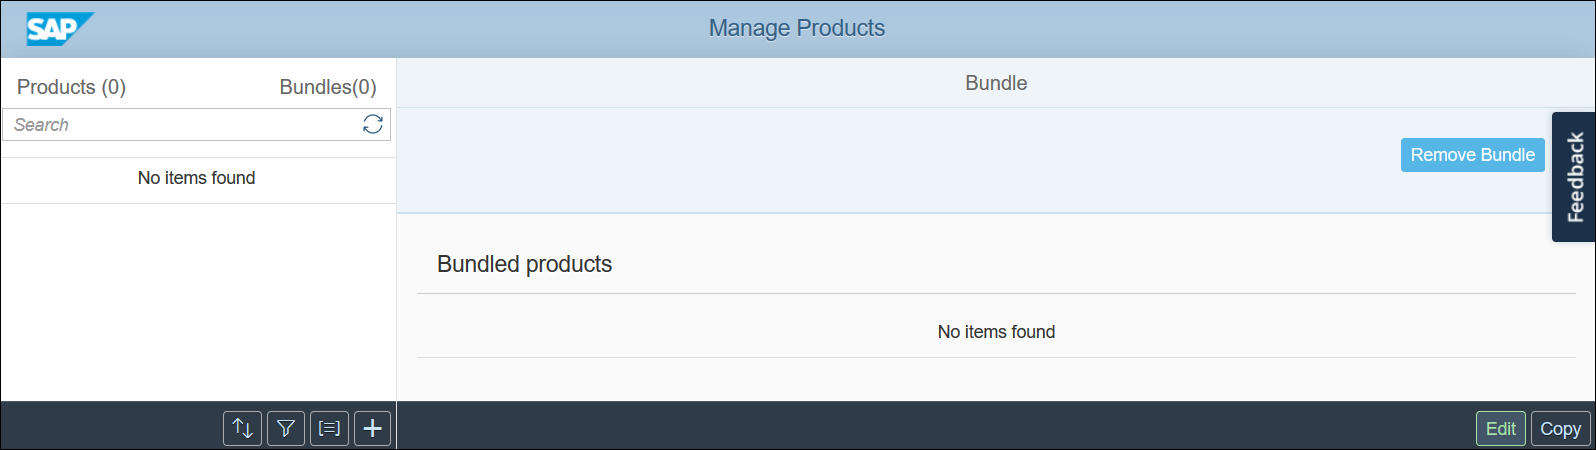 SAP
Manage Products
Products (0)
Bundles(0)
Search
No items found
Bundle
Remove Bundle
Feedback
Bundled products
No items found
Edit
Copy